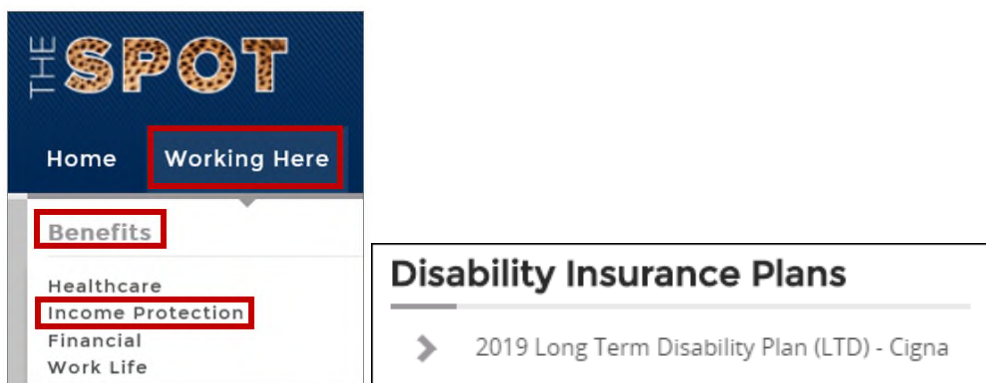 THE SPOT
Home Working Here
Benefits
Healthcare
Income Protection
Financial
Work Life
Disability Insurance Plans
2019 Long Term Disability Plan (LTD) - Cigna